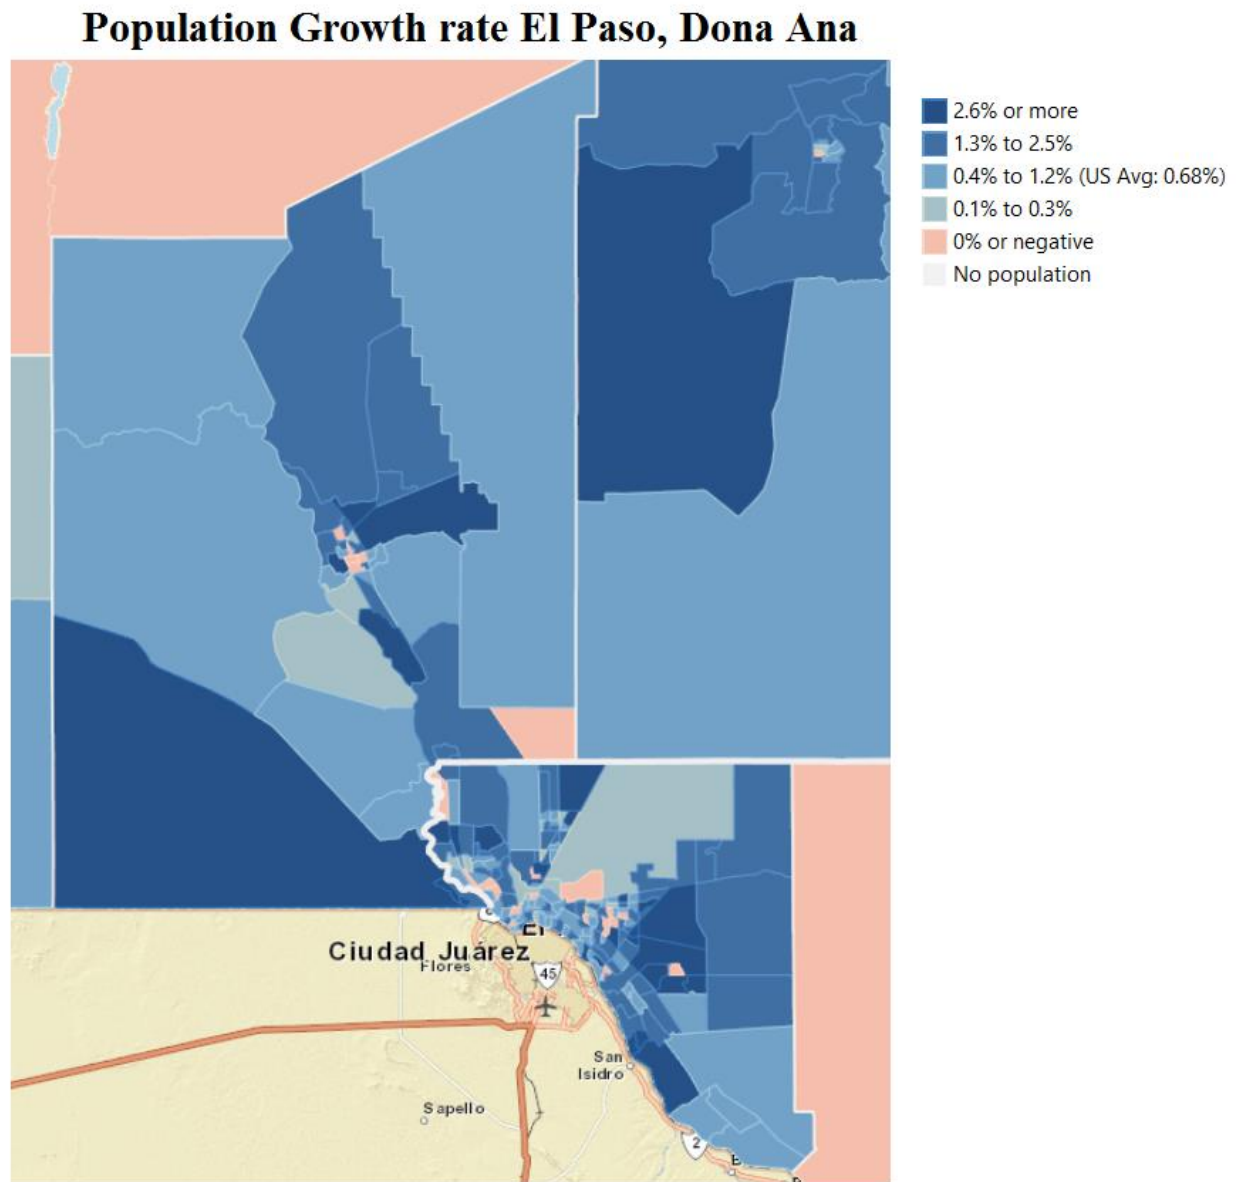 Population Growth rate El Paso, Dona Ana
2.6% or more
1.3% to 2.5%
0.4% to 1.2% (US Avg: 0.68%)
0.1% to 0.3%
0% or negative
No population
El
Ciudad Juárez
Flores
45
San
Isidro
Sapello
2